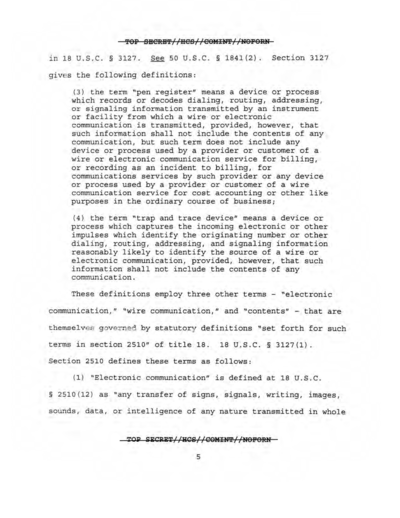 TOP SECRET//HCS//COMINT//NOFORN
in 18 U.S.C. § 3127. See 50 U.S.C. § 1841(2). Section 3127
gives the following definitions:
(3) the term "pen register" means a device or process
which records or decodes dialing, routing, addressing,
or signaling information transmitted by an instrument
or facility from which a wire or electronic
communication is transmitted, provided, however, that
such information shall not include the contents of any
communication, but such term does not include any
device or process used by a provider or customer of a
wire or electronic communication service for billing,
or recording as an incident to billing, for
communications services by such provider or any device
or process used by a provider or customer of a wire
communication service for cost accounting or other like
purposes in the ordinary course of business;
(4) the term "trap and trace device" means a device or
process which captures the incoming electronic or other
impulses which identify the originating number or other
dialing, routing, addressing, and signaling information
reasonably likely to identify the source of a wire or
electronic communication, provided, however, that such
information shall not include the contents of any
communication.
These definitions employ three other terms - "electronic
communication," "wire communication," and "contents" - that are
themselves governed by statutory definitions "set forth for such
terms in section 2510" of title 18. 18 U.S.C. § 3127(1).
Section 2510 defines these terms as follows:
(1) "Electronic communication" is defined at 18 U.S.C.
§ 2510(12) as "any transfer of signs, signals, writing, images,
sounds, data, or intelligence of any nature transmitted in whole
TOP SECRET//HCS//COMINT//NOFORN
5